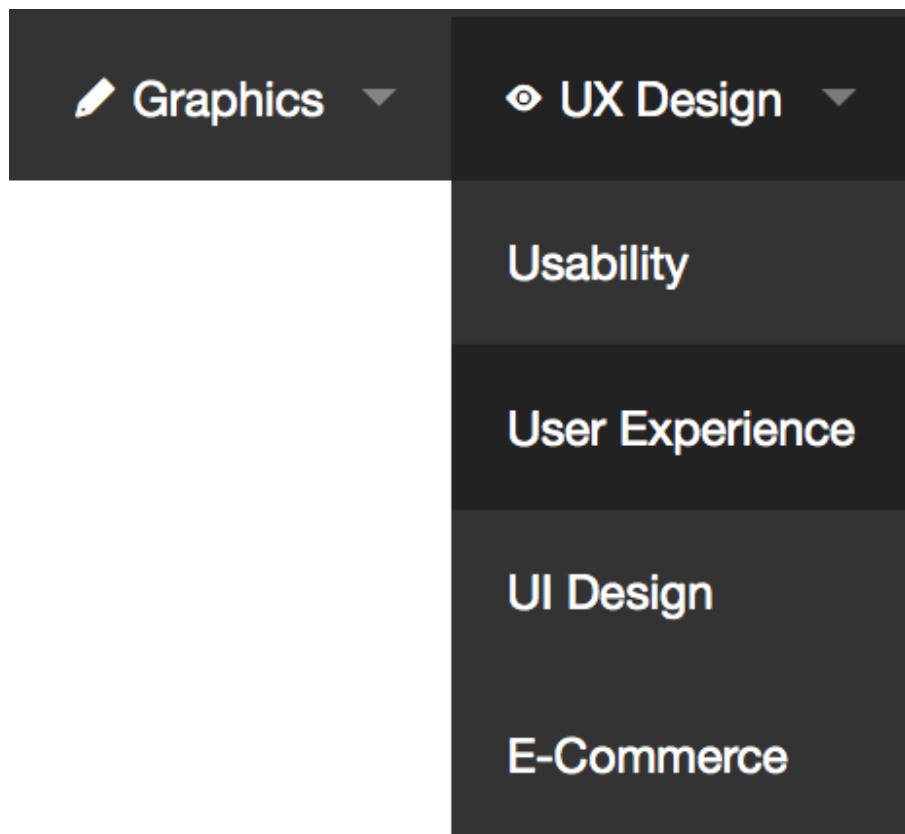 Graphics
UX Design
Usability
User Experience
UI Design
E-Commerce